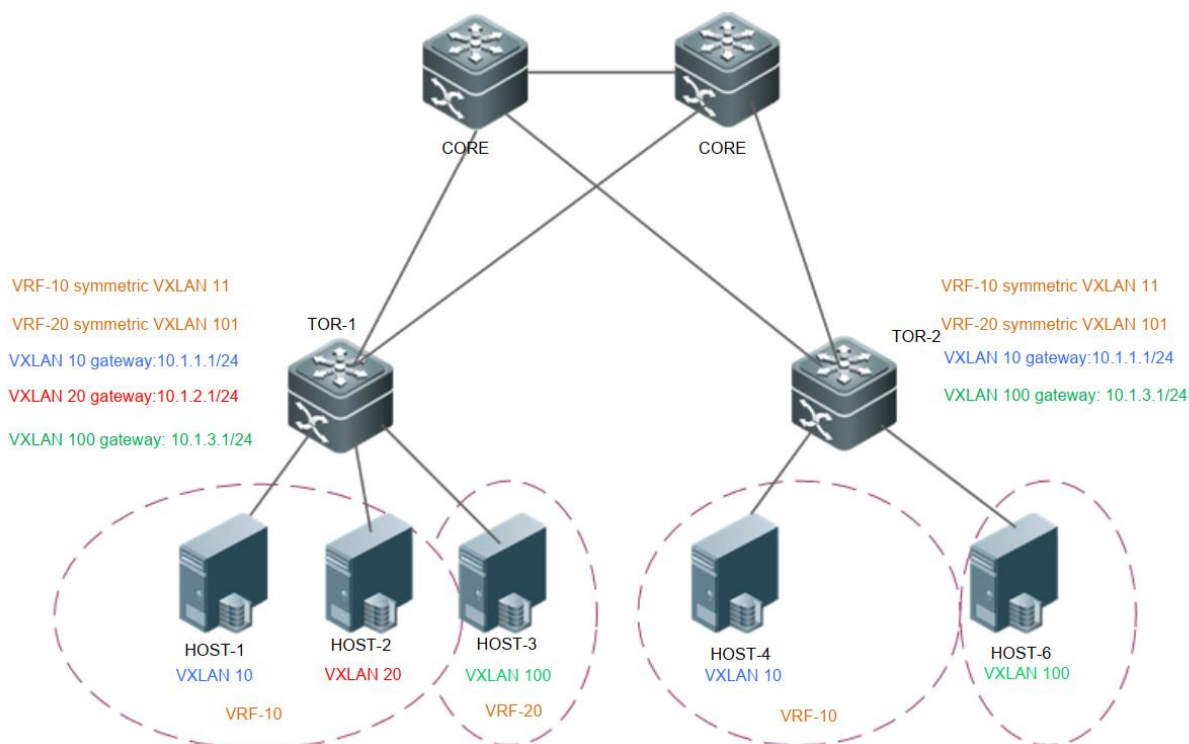 CORE
CORE
VRF-10 symmetric VXLAN 11
VRF-20 symmetric VXLAN 101
TOR-1
VXLAN 10 gateway:10.1.1.1/24
VXLAN 20 gateway:10.1.2.1/24
VXLAN 100 gateway: 10.1.3.1/24
VRF-10 symmetric VXLAN 11
VRF-20 symmetric VXLAN 101
TOR-2
VXLAN 10 gateway:10.1.1.1/24
VXLAN 100 gateway: 10.1.3.1/24
HOST-1
VXLAN 10
HOST-2
VXLAN 20
HOST-3
VXLAN 100
VRF-10
VRF-20
HOST-4
VXLAN 10
HOST-6
VXLAN 100
VRF-10